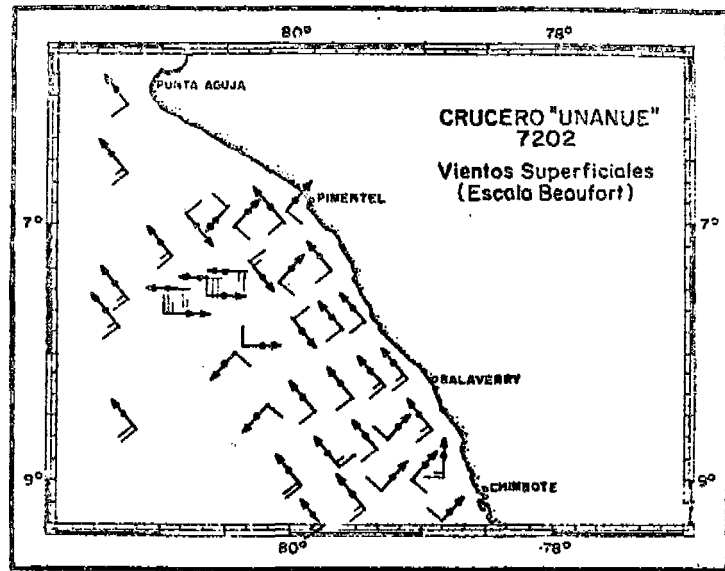 80° 78°
PUNTA AGUJA
CRUCERO "UNANUE"
7202
Vientos Superficiales
(Escala Beaufort)
PIMENTEL
7° 7°
SALAVERRY
9° 9°
CHIMBOTE
80° 78°